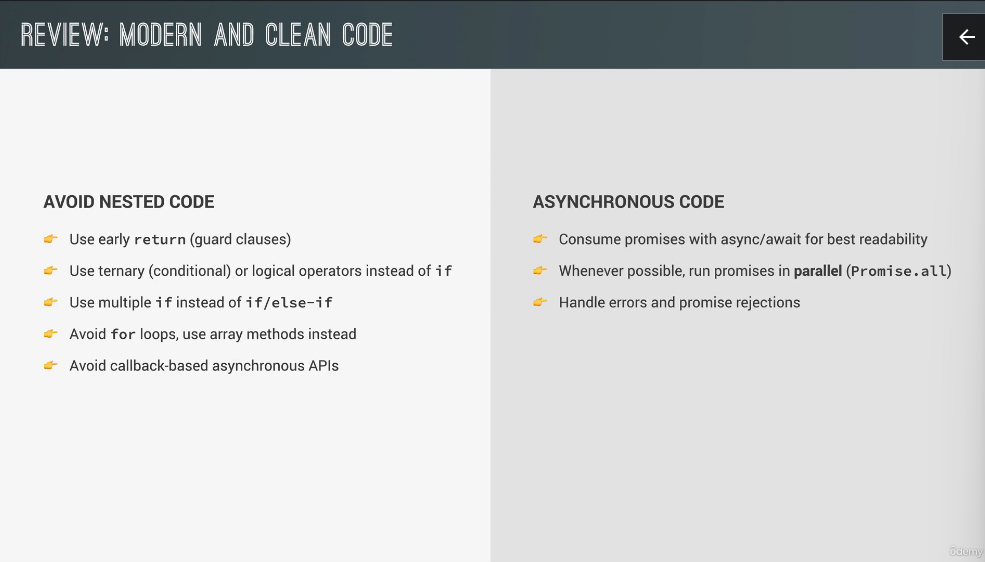 REVIEW: MODERN AND CLEAN CODE
AVOID NESTED CODE
👉 Use early return (guard clauses)
👉 Use ternary (conditional) or logical operators instead of if
👉 Use multiple if instead of if/else-if
👉 Avoid for loops, use array methods instead
👉 Avoid callback-based asynchronous APIs
ASYNCHRONOUS CODE
👉 Consume promises with async/await for best readability
👉 Whenever possible, run promises in parallel (Promise.all)
👉 Handle errors and promise rejections
ûdemy